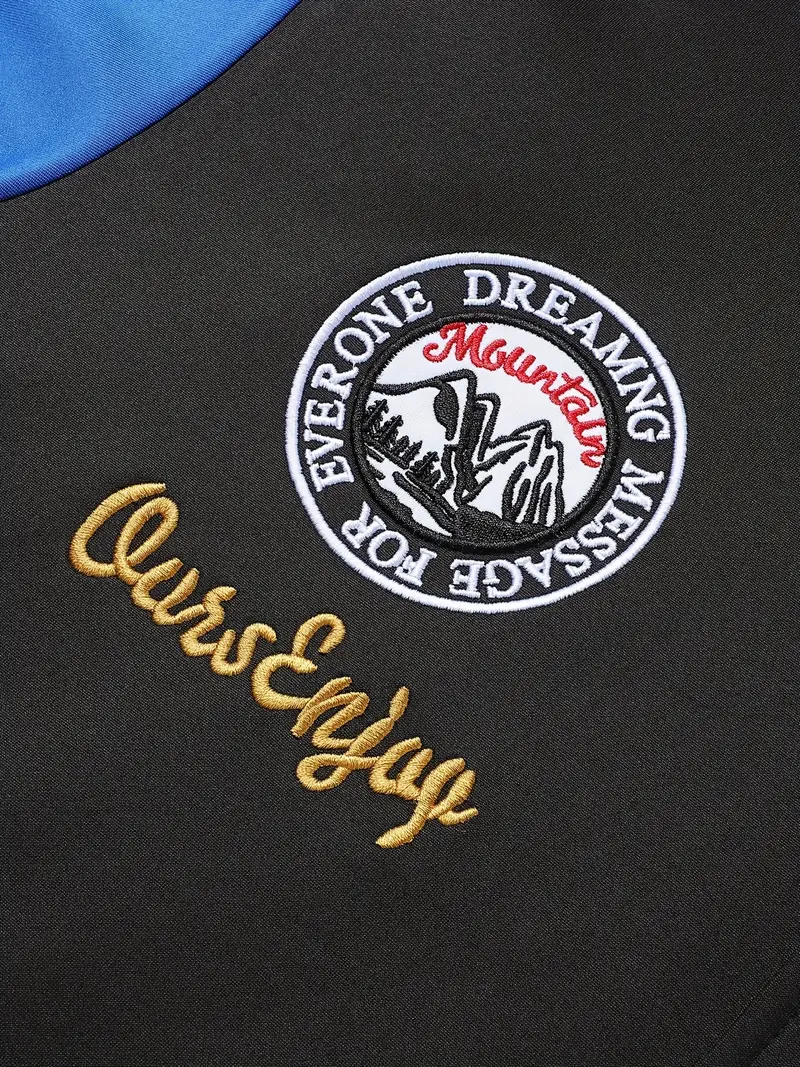 DREAMNG MESSAGE FOR EVERONE
Mountain
OursEnjoy